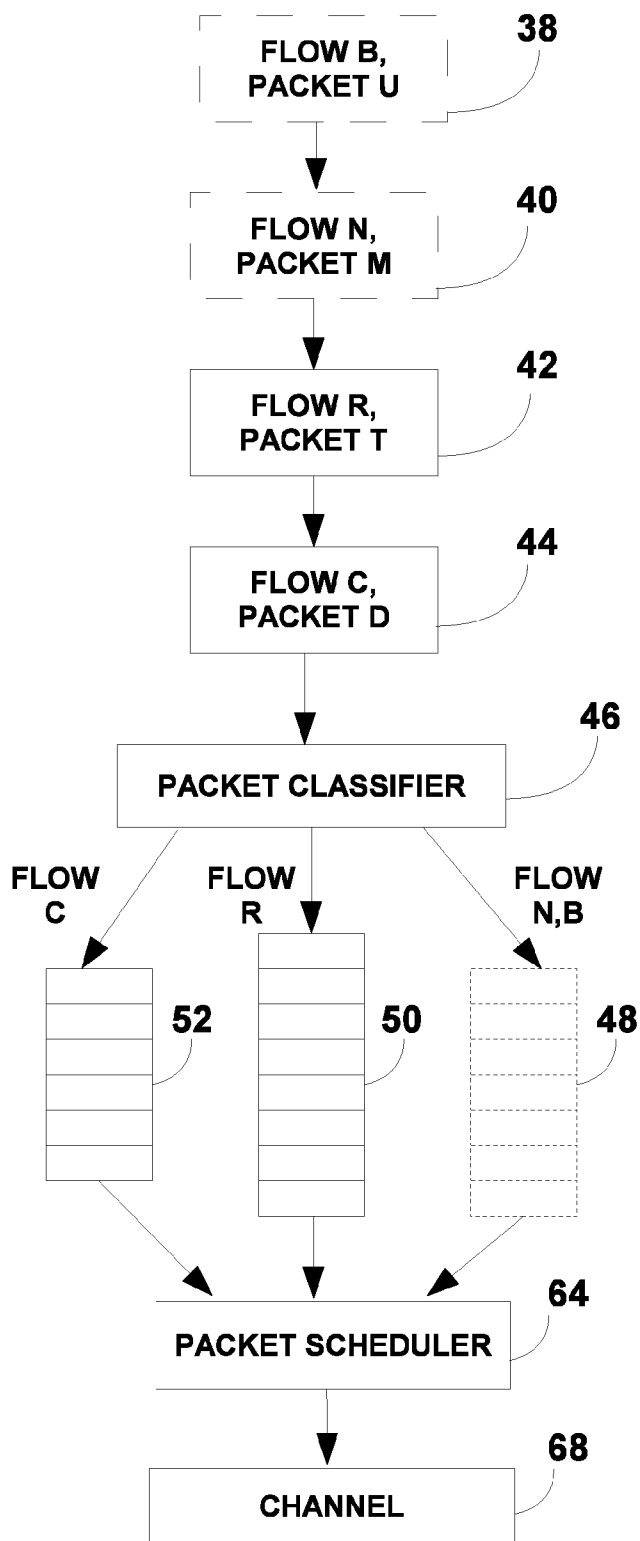 38
FLOW B,
PACKET U
40
FLOW N,
PACKET M
42
FLOW R,
PACKET T
44
FLOW C,
PACKET D
46
PACKET CLASSIFIER
FLOW
C
FLOW
R
FLOW
N,B
52
50
48
64
PACKET SCHEDULER
68
CHANNEL